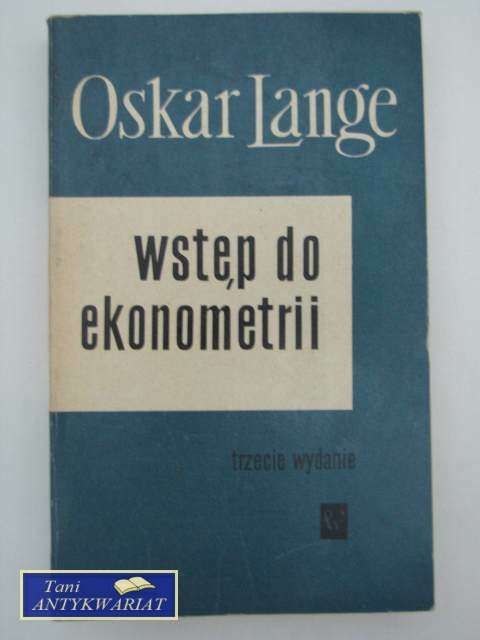 Oskar Lange
wstęp do
ekonometrii
trzecie wydanie
Tani
ANTYKWARIAT